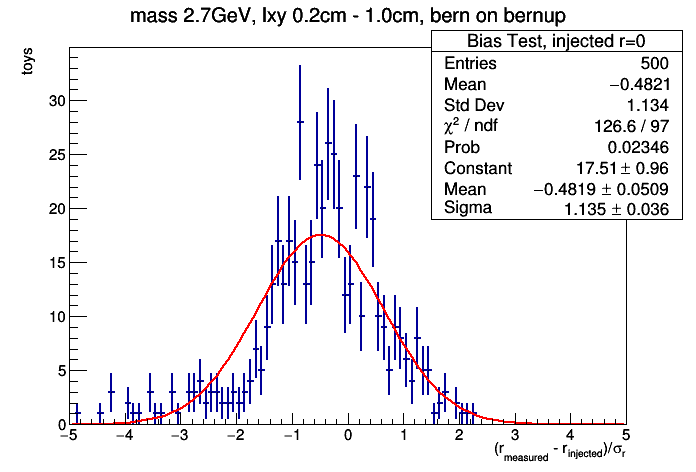 mass 2.7GeV, lxy 0.2cm - 1.0cm, bern on bernup
toys
Bias Test, injected r=0
Entries 500
Mean −0.4821
Std Dev 1.134
χ² / ndf 126.6 / 97
Prob 0.02346
Constant 17.51 ± 0.96
Mean −0.4819 ± 0.0509
Sigma 1.135 ± 0.036
30
25
20
15
10
5
0
−5 −4 −3 −2 −1 0 1 2 3 4 5
(r_measured - r_injected)/σ_r